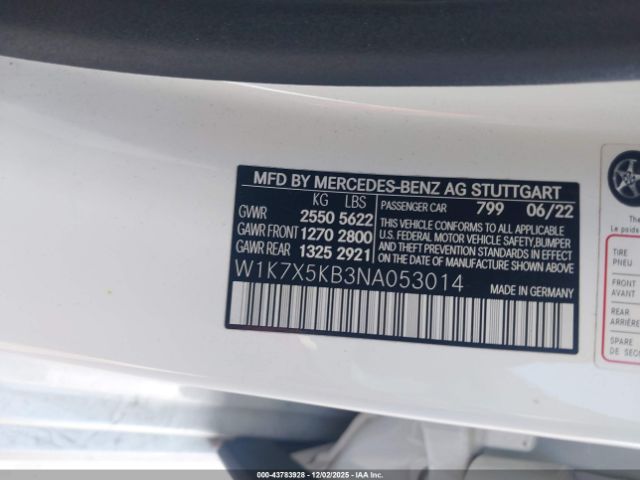 MFD BY MERCEDES-BENZ AG STUTTGART
KG LBS
GVWR 2550 5622
GAWR FRONT 1270 2800
GAWR REAR 1325 2921
PASSENGER CAR 799 06/22
THIS VEHICLE CONFORMS TO ALL APPLICABLE
U.S. FEDERAL MOTOR VEHICLE SAFETY, BUMPER
AND THEFT PREVENTION STANDARDS IN EFFECT
ON THE DATE OF MANUFACTURE SHOWN ABOVE.
W1K7X5KB3NA053014
MADE IN GERMANY
The
TIRE
PNEU
FRONT
AVANT
REAR
ARRIÈRE
SPARE
DE SECO
000-43783928 - 12/02/2025 - IAA Inc.